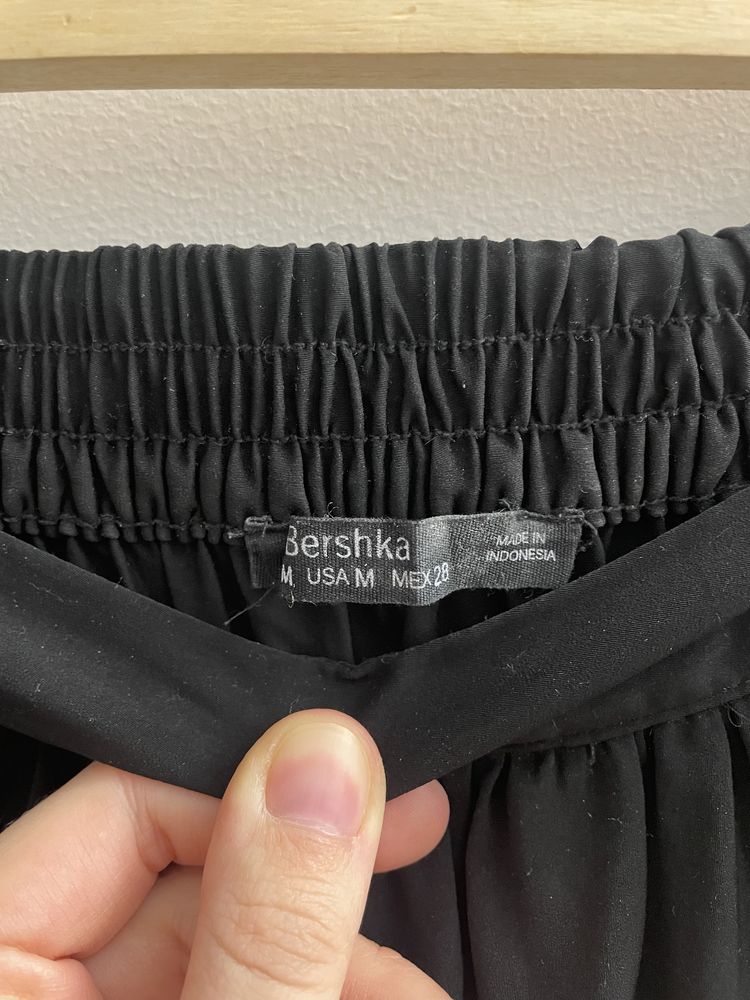 Bershka
M USA M MEX 28
MADE IN
INDONESIA